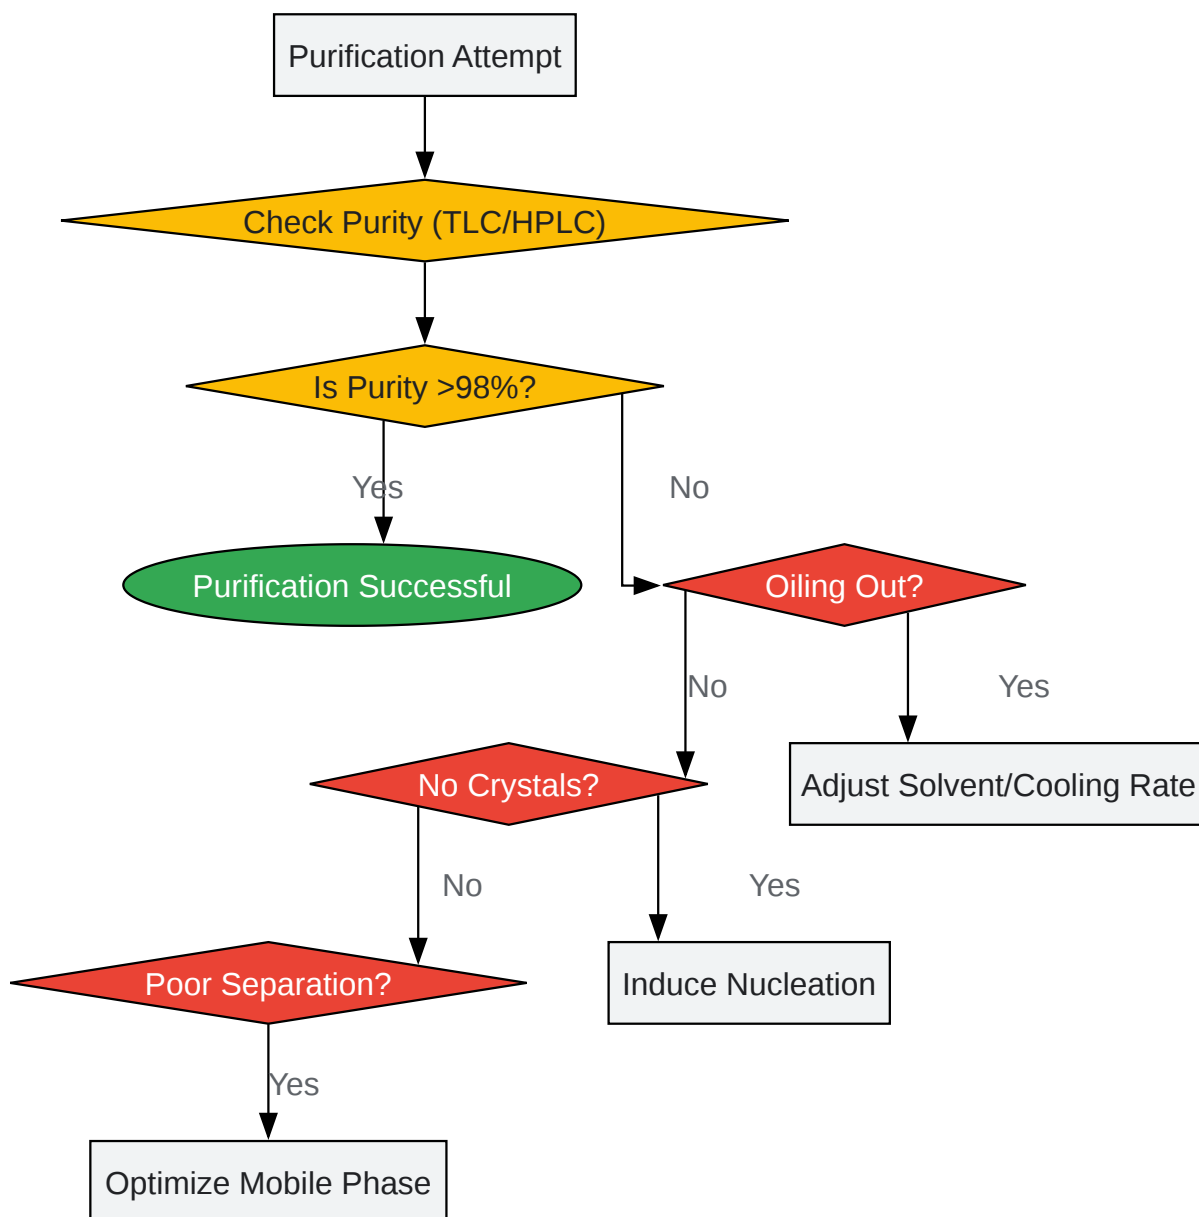 Purification Attempt
Check Purity (TLC/HPLC)
Is Purity >98%?
Yes
No
Purification Successful
Oiling Out?
No
Yes
No Crystals?
Adjust Solvent/Cooling Rate
No
Yes
Poor Separation?
Induce Nucleation
Yes
Optimize Mobile Phase